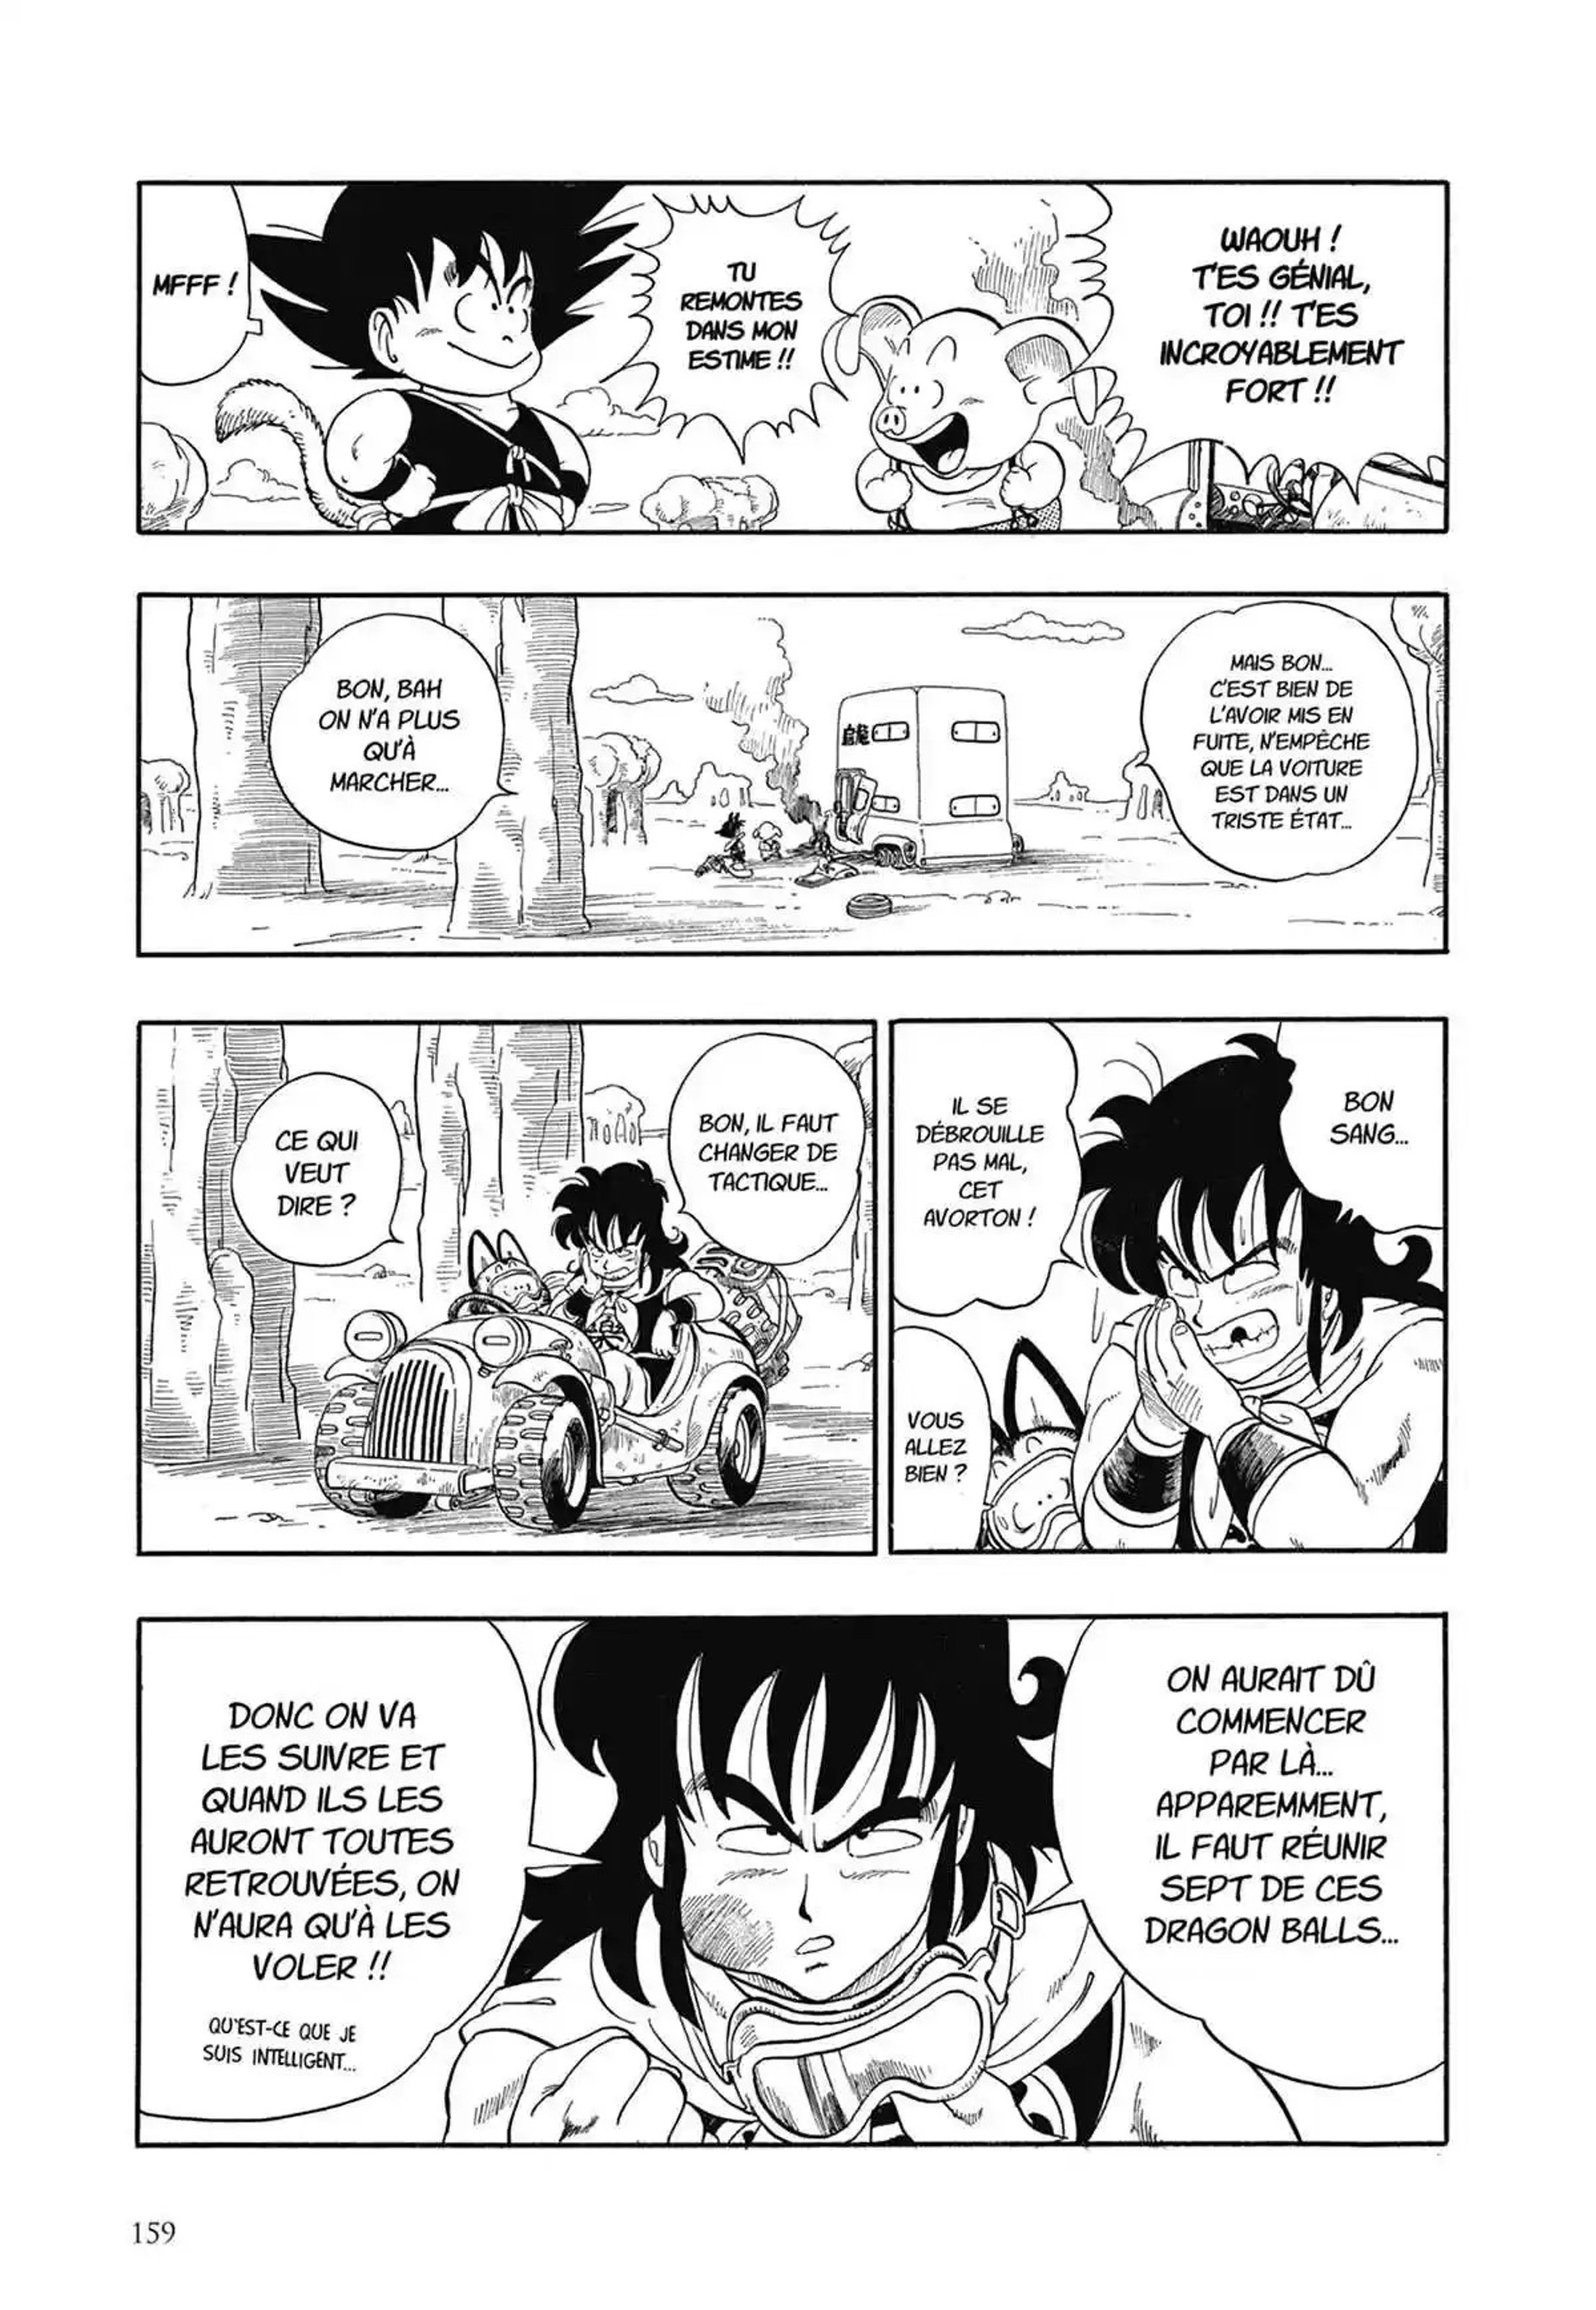 WAOUH !
T'ES GÉNIAL,
TOI !! T'ES
INCROYABLEMENT
FORT !!
TU
REMONTES
DANS MON
ESTIME !!
MFFF !
MAIS BON...
C'EST BIEN DE
L'AVOIR MIS EN
FUITE, N'EMPÊCHE
QUE LA VOITURE
EST DANS UN
TRISTE ÉTAT...
BON, BAH
ON N'A PLUS
QU'À
MARCHER...
BON
SANG...
IL SE
DÉBROUILLE
PAS MAL,
CET
AVORTON !
VOUS
ALLEZ
BIEN ?
BON, IL FAUT
CHANGER DE
TACTIQUE...
CE QUI
VEUT
DIRE ?
ON AURAIT DÛ
COMMENCER
PAR LÀ...
APPAREMMENT,
IL FAUT RÉUNIR
SEPT DE CES
DRAGON BALLS...
DONC ON VA
LES SUIVRE ET
QUAND ILS LES
AURONT TOUTES
RETROUVÉES, ON
N'AURA QU'À LES
VOLER !!
QU'EST-CE QUE JE
SUIS INTELLIGENT...
159